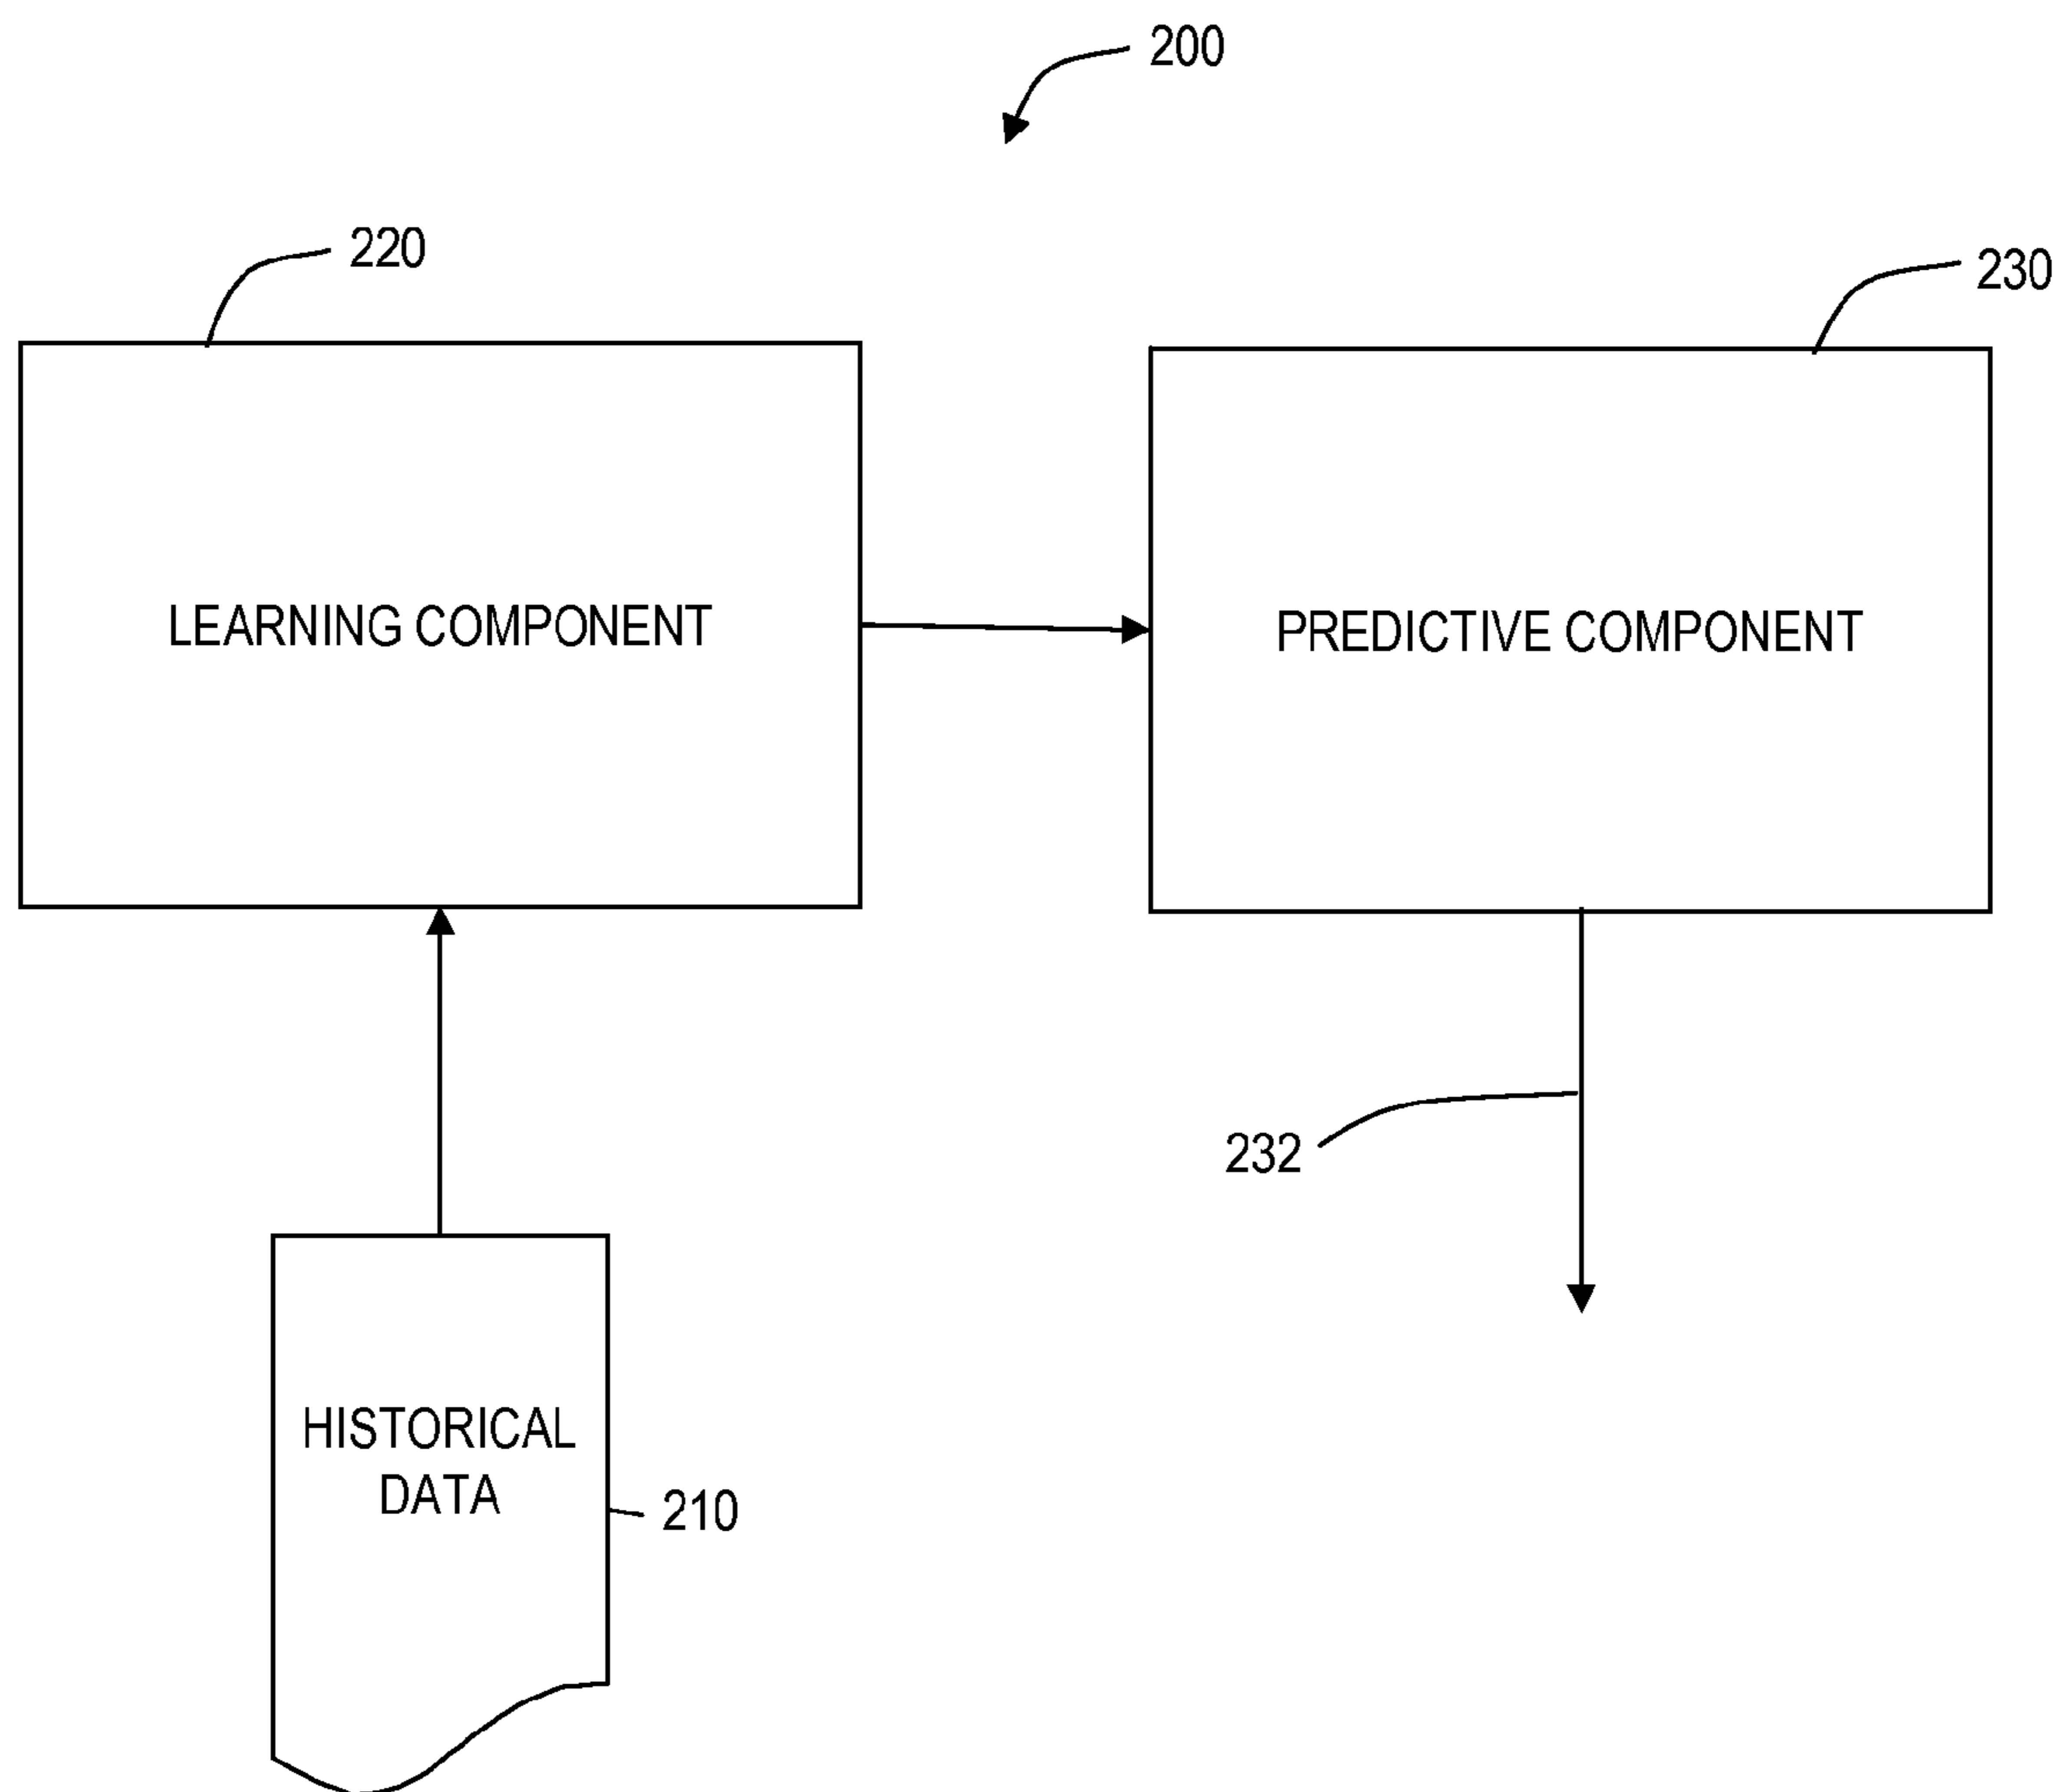 200
220
230
LEARNING COMPONENT
PREDICTIVE COMPONENT
232
HISTORICAL
DATA
210